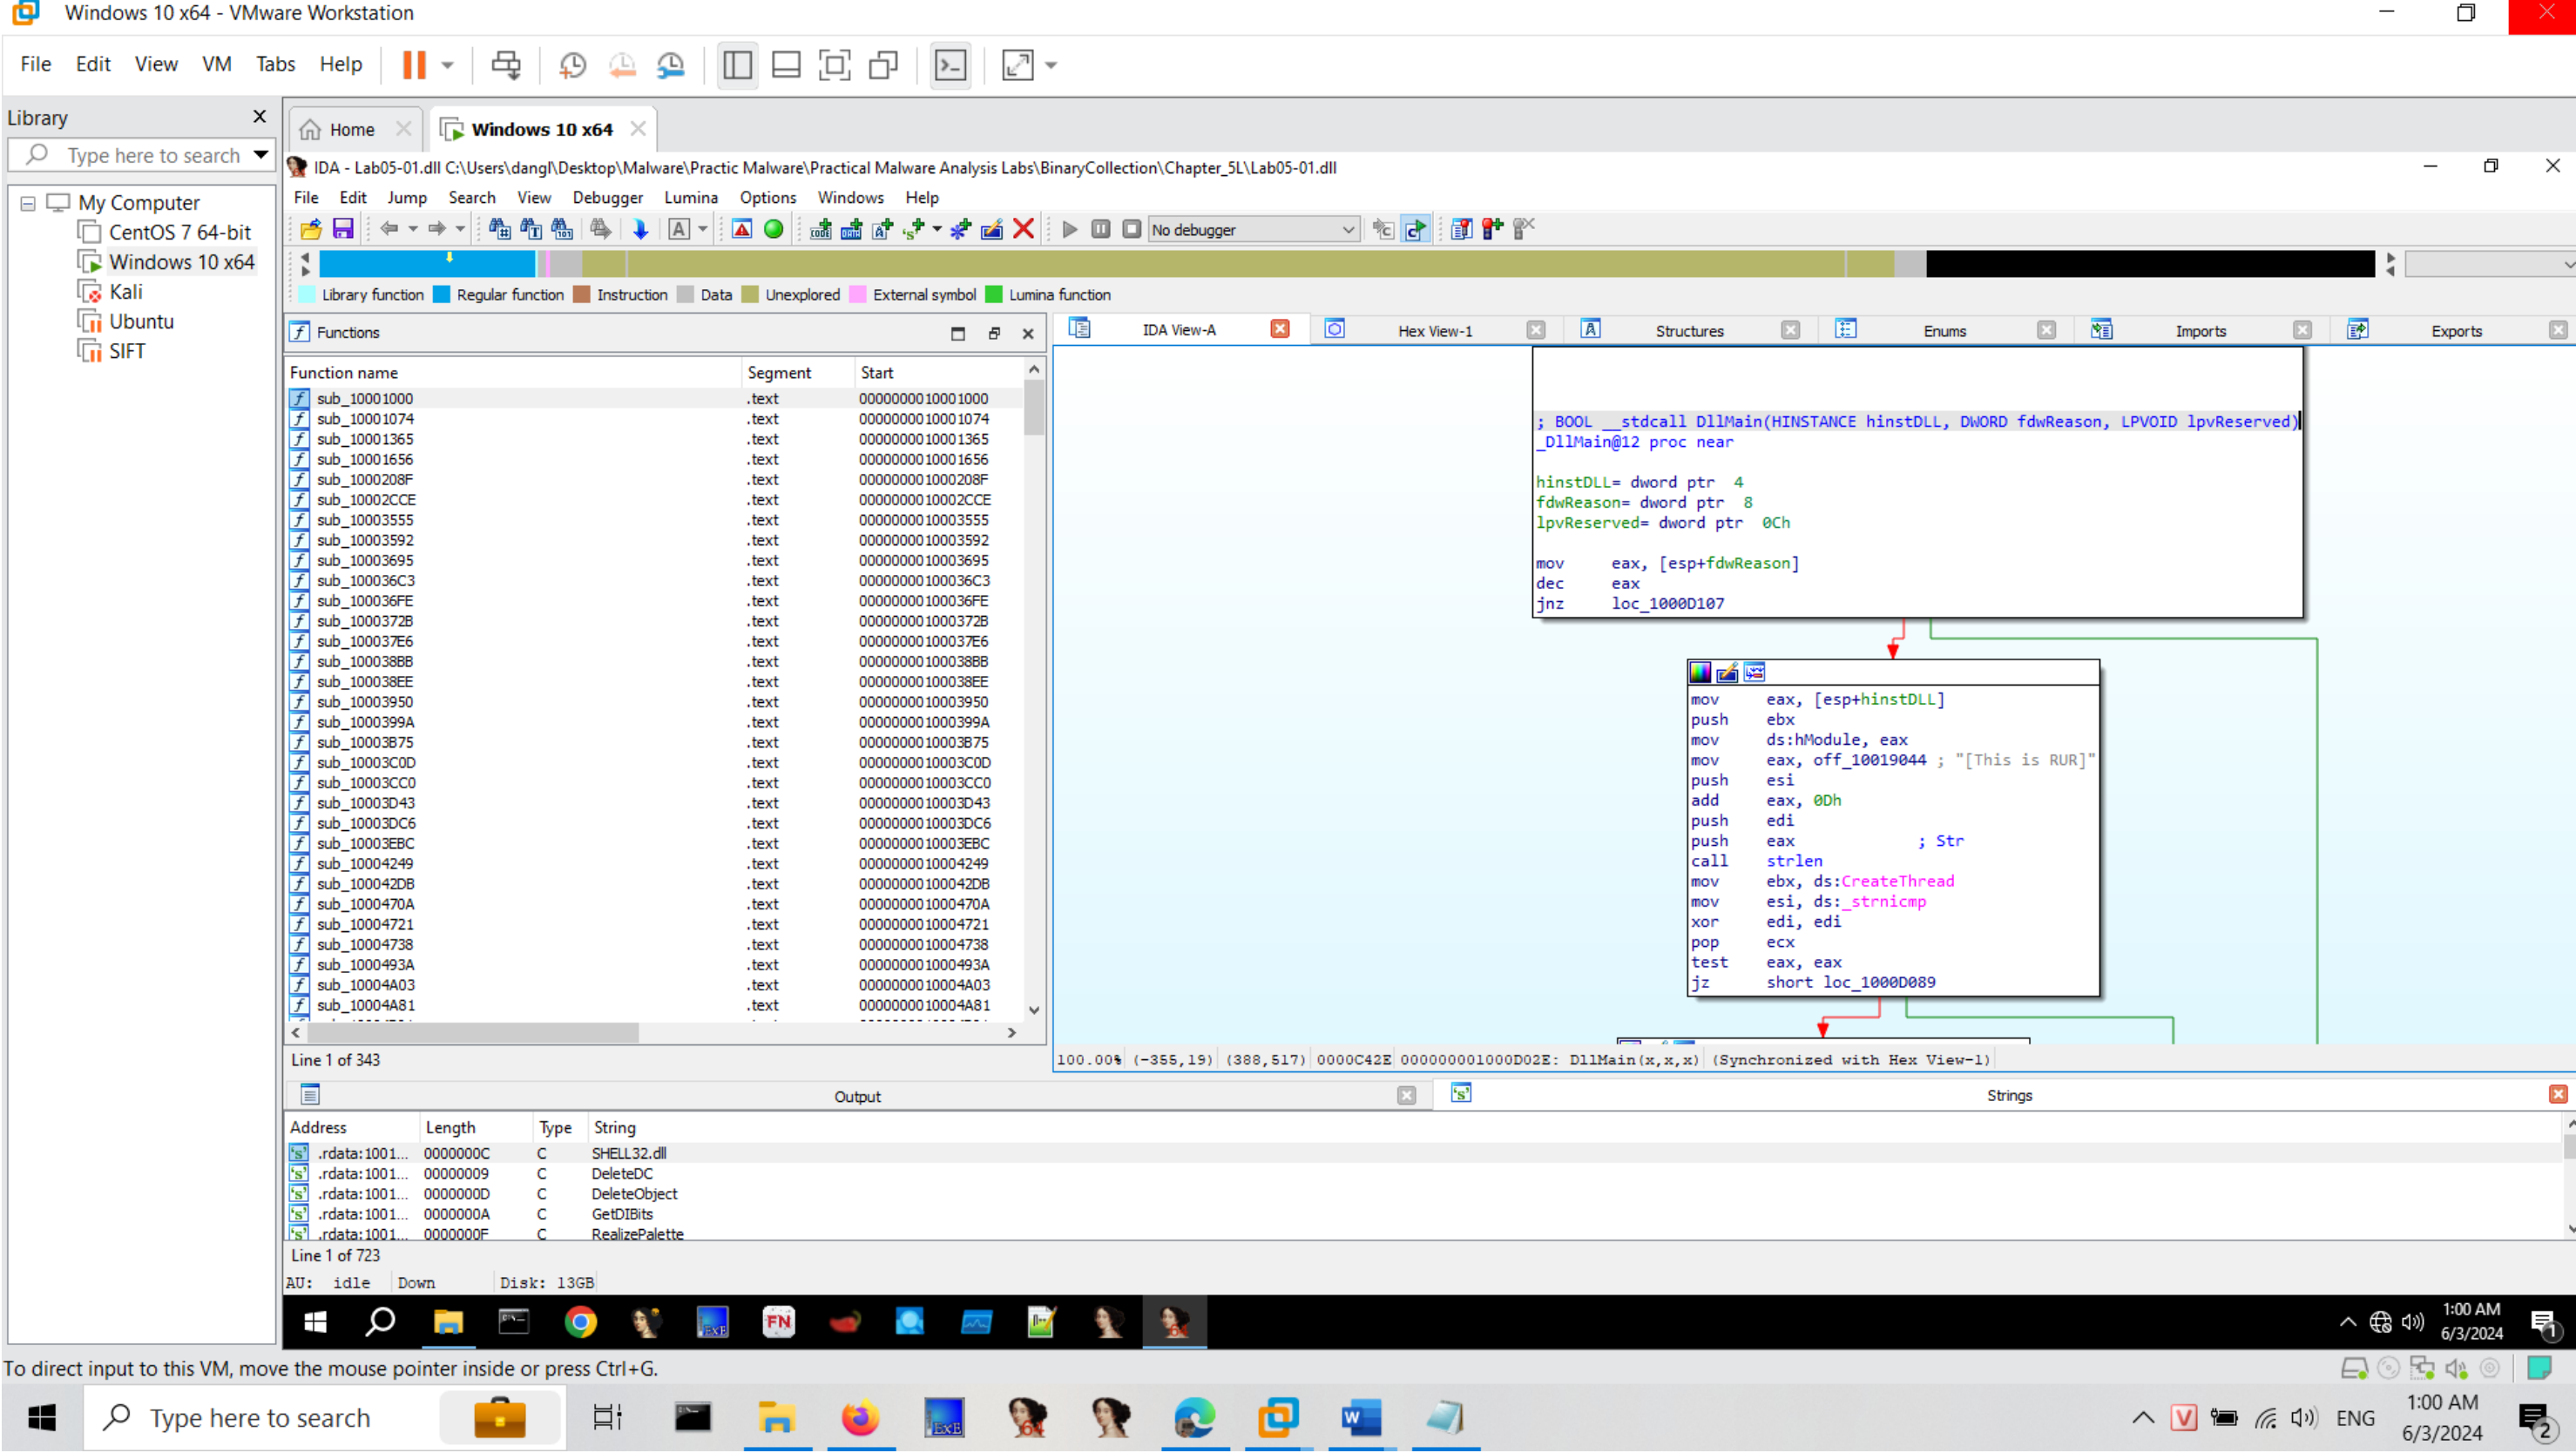 Windows 10 x64 - VMware Workstation
File Edit View VM Tabs Help
Library
Type here to search
My Computer
CentOS 7 64-bit
Windows 10 x64
Kali
Ubuntu
SIFT
Home
Windows 10 x64
IDA - Lab05-01.dll C:\Users\dangl\Desktop\Malware\Practic Malware\Practical Malware Analysis Labs\BinaryCollection\Chapter_5L\Lab05-01.dll
File Edit Jump Search View Debugger Lumina Options Windows Help
No debugger
Library function Regular function Instruction Data Unexplored External symbol Lumina function
Functions
Function name Segment Start
sub_10001000 .text 0000000010001000
sub_10001074 .text 0000000010001074
sub_10001365 .text 0000000010001365
sub_10001656 .text 0000000010001656
sub_1000208F .text 000000001000208F
sub_10002CCE .text 0000000010002CCE
sub_10003555 .text 0000000010003555
sub_10003592 .text 0000000010003592
sub_10003695 .text 0000000010003695
sub_100036C3 .text 00000000100036C3
sub_100036FE .text 00000000100036FE
sub_1000372B .text 000000001000372B
sub_100037E6 .text 00000000100037E6
sub_100038BB .text 00000000100038BB
sub_100038EE .text 00000000100038EE
sub_10003950 .text 0000000010003950
sub_1000399A .text 000000001000399A
sub_10003B75 .text 0000000010003B75
sub_10003C0D .text 0000000010003C0D
sub_10003CC0 .text 0000000010003CC0
sub_10003D43 .text 0000000010003D43
sub_10003DC6 .text 0000000010003DC6
sub_10003EBC .text 0000000010003EBC
sub_10004249 .text 0000000010004249
sub_100042DB .text 00000000100042DB
sub_1000470A .text 000000001000470A
sub_10004721 .text 0000000010004721
sub_10004738 .text 0000000010004738
sub_1000493A .text 000000001000493A
sub_10004A03 .text 0000000010004A03
sub_10004A81 .text 0000000010004A81
Line 1 of 343
IDA View-A Hex View-1 Structures Enums Imports Exports
; BOOL __stdcall DllMain(HINSTANCE hinstDLL, DWORD fdwReason, LPVOID lpvReserved)
_DllMain@12 proc near
hinstDLL= dword ptr 4
fdwReason= dword ptr 8
lpvReserved= dword ptr 0Ch
mov eax, [esp+fdwReason]
dec eax
jnz loc_1000D107
mov eax, [esp+hinstDLL]
push ebx
mov ds:hModule, eax
mov eax, off_10019044 ; "[This is RUR]"
push esi
add eax, 0Dh
push edi
push eax ; Str
call strlen
mov ebx, ds:CreateThread
mov esi, ds:_strnicmp
xor edi, edi
pop ecx
test eax, eax
jz short loc_1000D089
100.00% (-355,19) (388,517) 0000C42E 000000001000D02E: DllMain(x,x,x) (Synchronized with Hex View-1)
Output
Strings
Address Length Type String
.rdata:1001... 0000000C C SHELL32.dll
.rdata:1001... 00000009 C DeleteDC
.rdata:1001... 0000000D C DeleteObject
.rdata:1001... 0000000A C GetDIBits
.rdata:1001... 0000000F C RealizePalette
Line 1 of 723
AU: idle Down Disk: 13GB
1:00 AM
6/3/2024
To direct input to this VM, move the mouse pointer inside or press Ctrl+G.
Type here to search
ENG
1:00 AM
6/3/2024